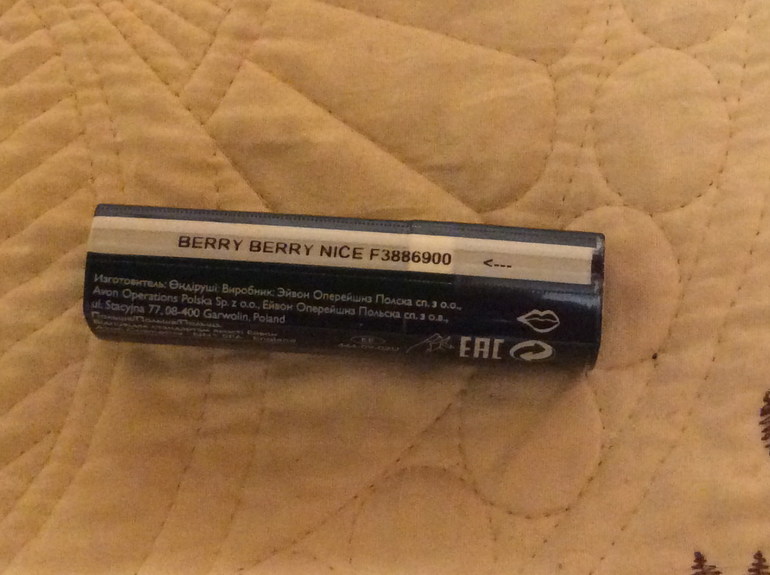 BERRY BERRY NICE F3886900 <---
Изготовитель: Өндіруші: Виробник: Эйвон Оперейшнз Полска сп. з о.о.,
Avon Operations Polska Sp. z o.o., Ейвон Оперейшнз Польска сп. з о.в.,
ul. Stacyjna 77, 08-400 Garwolin, Poland
EAC